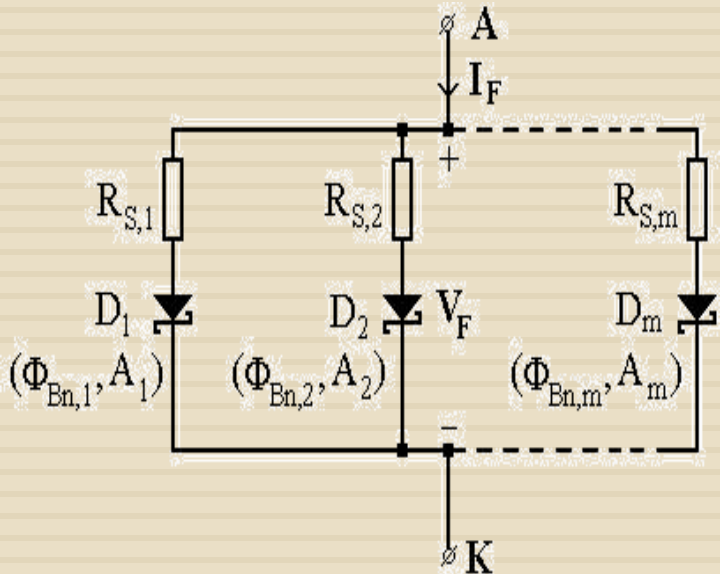 A
I_F
+
R_S,1 R_S,2 R_S,m
D_1 D_2 V_F D_m
(Φ_Bn,1, A_1) (Φ_Bn,2, A_2) (Φ_Bn,m, A_m)
−
K